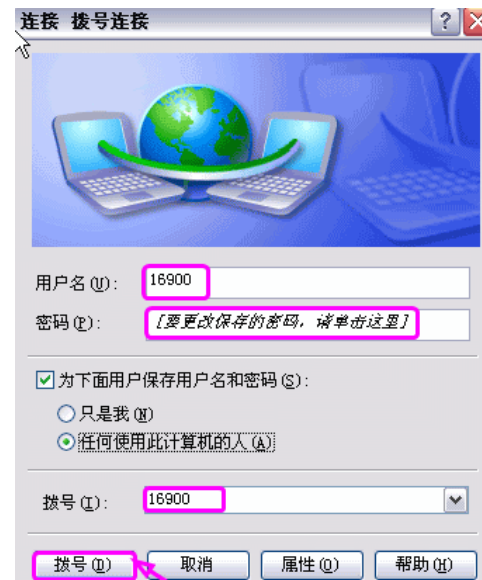 连接 拨号连接
用户名(U): 16900
密码(P): [要更改保存的密码，请单击这里]
为下面用户保存用户名和密码(S):
只是我(N)
任何使用此计算机的人(A)
拨号(I): 16900
拨号(D) 取消 属性(O) 帮助(H)